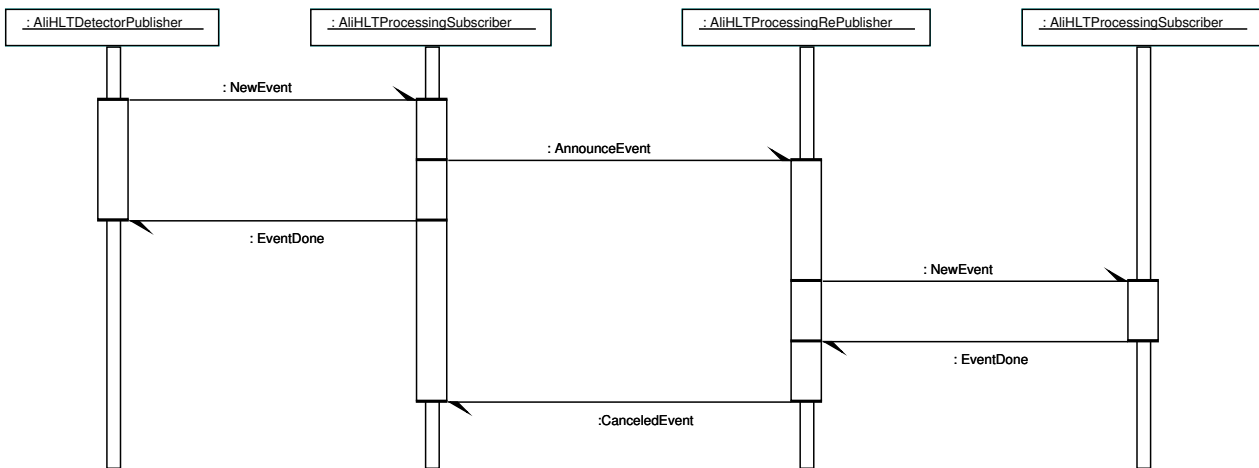 : AliHLTDetectorPublisher
: AliHLTProcessingSubscriber
: AliHLTProcessingRePublisher
: AliHLTProcessingSubscriber
: NewEvent
: AnnounceEvent
: EventDone
: NewEvent
: EventDone
:CanceledEvent